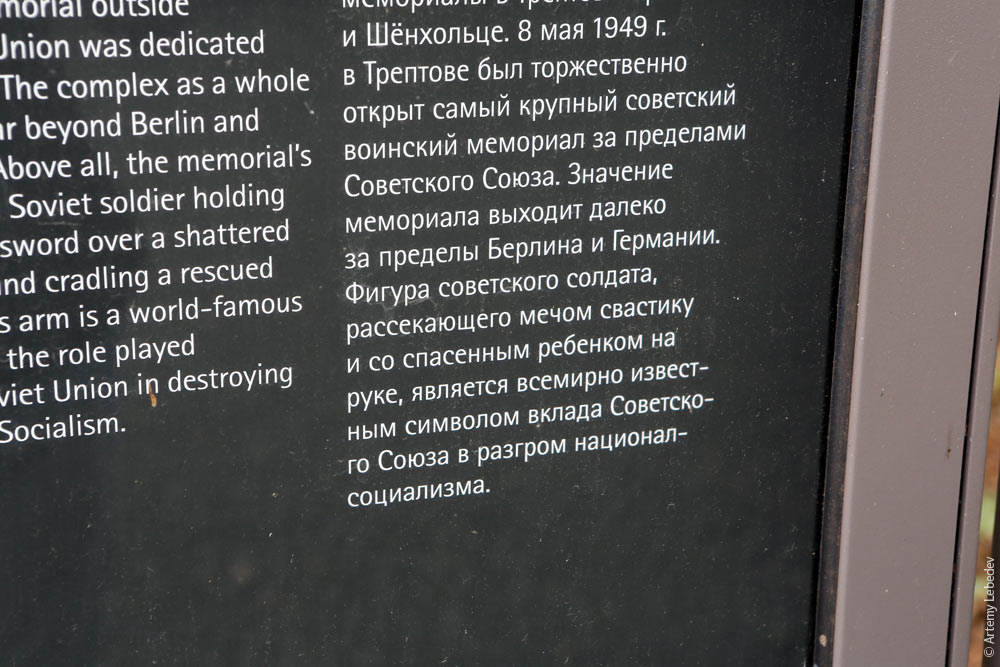 morial outside
Union was dedicated
The complex as a whole
ar beyond Berlin and
Above all, the memorial's
Soviet soldier holding
sword over a shattered
and cradling a rescued
s arm is a world-famous
the role played
viet Union in destroying
Socialism.
и Шёнхольце. 8 мая 1949 г.
в Трептове был торжественно
открыт самый крупный советский
воинский мемориал за пределами
Советского Союза. Значение
мемориала выходит далеко
за пределы Берлина и Германии.
Фигура советского солдата,
рассекающего мечом свастику
и со спасенным ребенком на
руке, является всемирно извест-
ным символом вклада Советско-
го Союза в разгром национал-
социализма.
© Artemy Lebedev